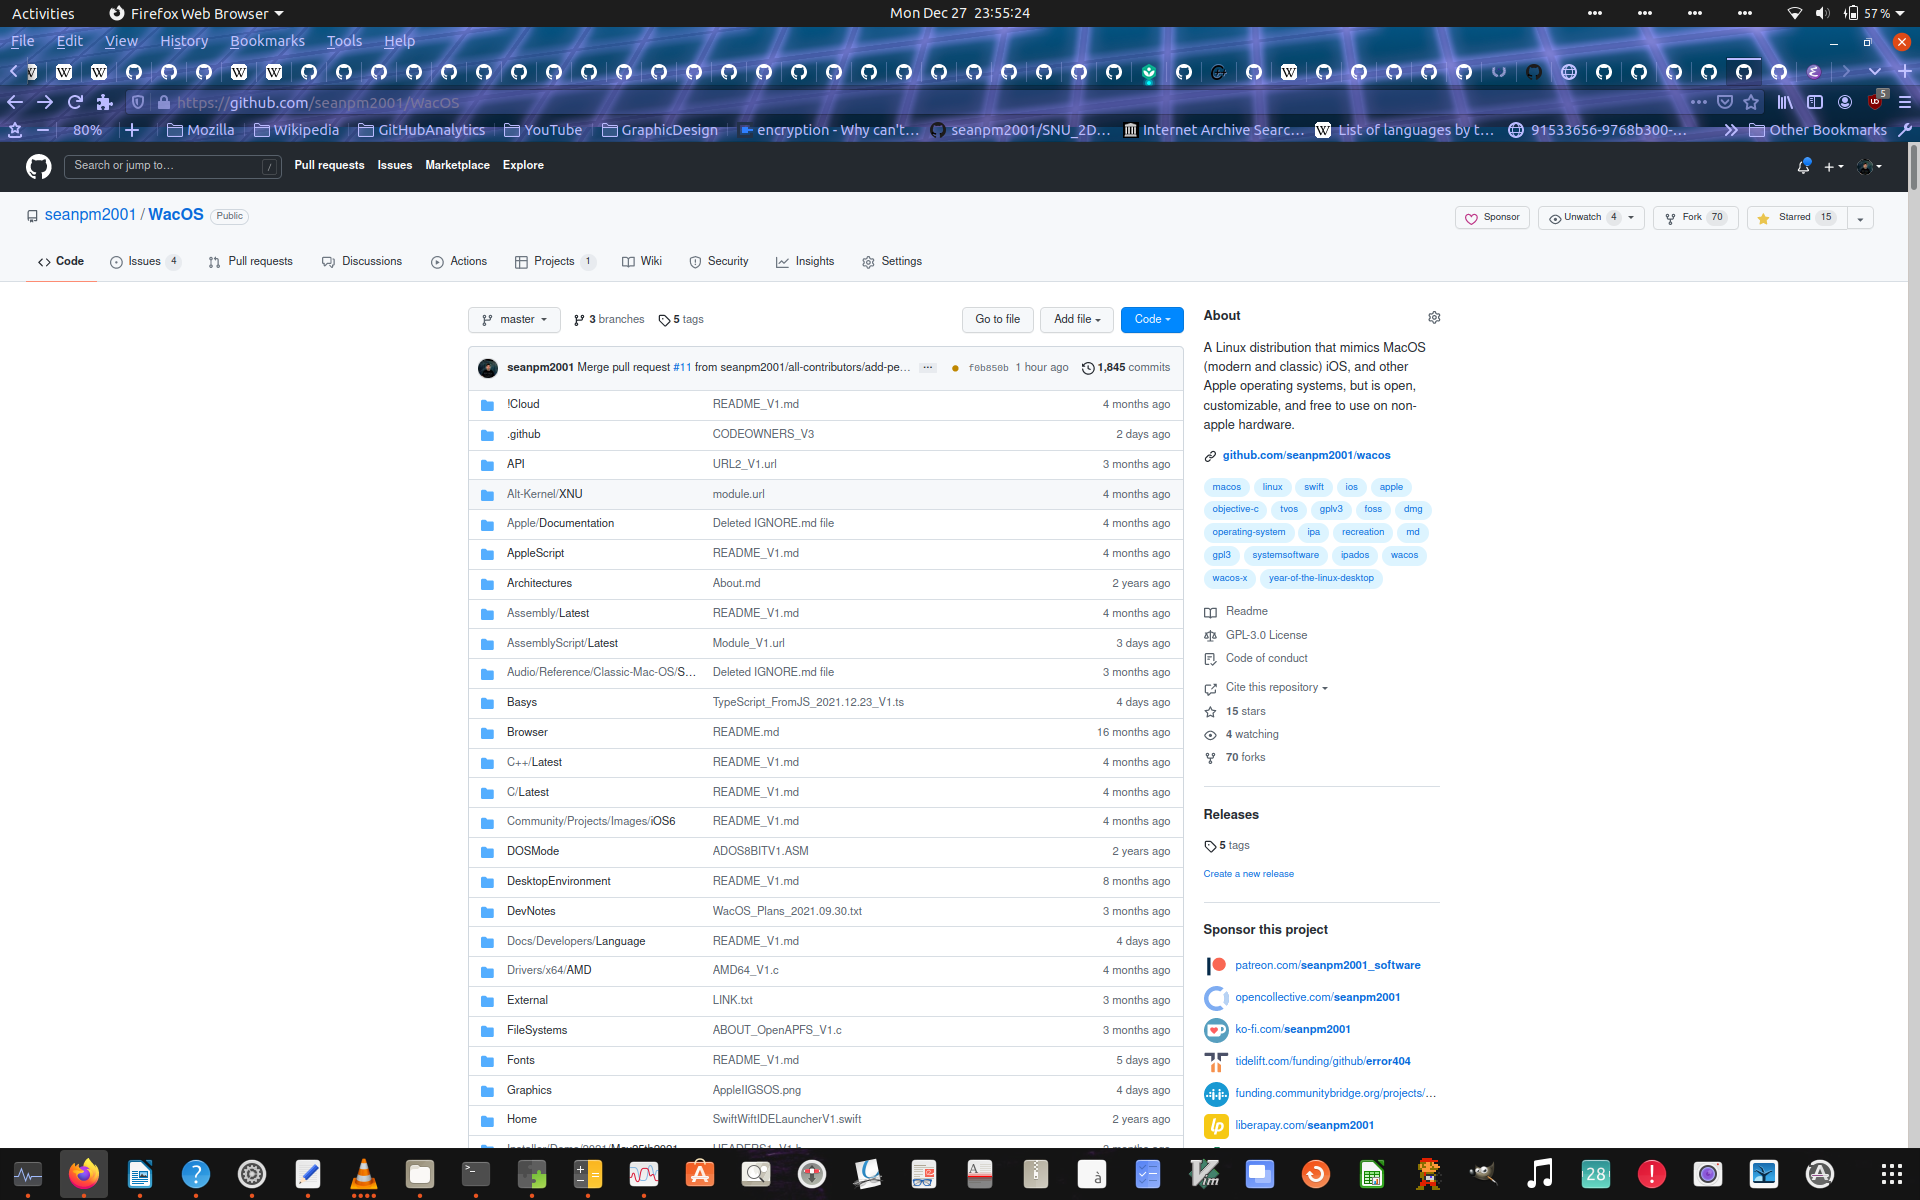 Activities
Firefox Web Browser
Mon Dec 27 23:55:24
57 %
File Edit View History Bookmarks Tools Help
https://github.com/seanpm2001/WacOS
5
80%
Mozilla
Wikipedia
GitHubAnalytics
YouTube
GraphicDesign
encryption - Why can't…
seanpm2001/SNU_2D…
Internet Archive Searc…
List of languages by t…
91533656-9768b300-…
Other Bookmarks
Search or jump to…
/
Pull requests Issues Marketplace Explore
seanpm2001 / WacOS Public
Sponsor
Unwatch 4
Fork 70
Starred 15
Code
Issues 4
Pull requests
Discussions
Actions
Projects 1
Wiki
Security
Insights
Settings
master
3 branches
5 tags
Go to file
Add file
Code
seanpm2001 Merge pull request #11 from seanpm2001/all-contributors/add-pe… ... f0b850b 1 hour ago 1,845 commits
!Cloud README_V1.md 4 months ago
.github CODEOWNERS_V3 2 days ago
API URL2_V1.url 3 months ago
Alt-Kernel/XNU module.url 4 months ago
Apple/Documentation Deleted IGNORE.md file 4 months ago
AppleScript README_V1.md 4 months ago
Architectures About.md 2 years ago
Assembly/Latest README_V1.md 4 months ago
AssemblyScript/Latest Module_V1.url 3 days ago
Audio/Reference/Classic-Mac-OS/S… Deleted IGNORE.md file 3 months ago
Basys TypeScript_FromJS_2021.12.23_V1.ts 4 days ago
Browser README.md 16 months ago
C++/Latest README_V1.md 4 months ago
C/Latest README_V1.md 4 months ago
Community/Projects/Images/iOS6 README_V1.md 4 months ago
DOSMode ADOS8BITV1.ASM 2 years ago
DesktopEnvironment README_V1.md 8 months ago
DevNotes WacOS_Plans_2021.09.30.txt 3 months ago
Docs/Developers/Language README_V1.md 4 days ago
Drivers/x64/AMD AMD64_V1.c 4 months ago
External LINK.txt 3 months ago
FileSystems ABOUT_OpenAPFS_V1.c 3 months ago
Fonts README_V1.md 5 days ago
Graphics AppleIIGSOS.png 4 days ago
Home SwiftWiftIDELauncherV1.swift 2 years ago
About
A Linux distribution that mimics MacOS
(modern and classic) iOS, and other
Apple operating systems, but is open,
customizable, and free to use on non-
apple hardware.
github.com/seanpm2001/wacos
macos linux swift ios apple
objective-c tvos gplv3 foss dmg
operating-system ipa recreation md
gpl3 systemsoftware ipados wacos
wacos-x year-of-the-linux-desktop
Readme
GPL-3.0 License
Code of conduct
Cite this repository
15 stars
4 watching
70 forks
Releases
5 tags
Create a new release
Sponsor this project
patreon.com/seanpm2001_software
opencollective.com/seanpm2001
ko-fi.com/seanpm2001
tidelift.com/funding/github/error404
funding.communitybridge.org/projects/…
liberapay.com/seanpm2001
28